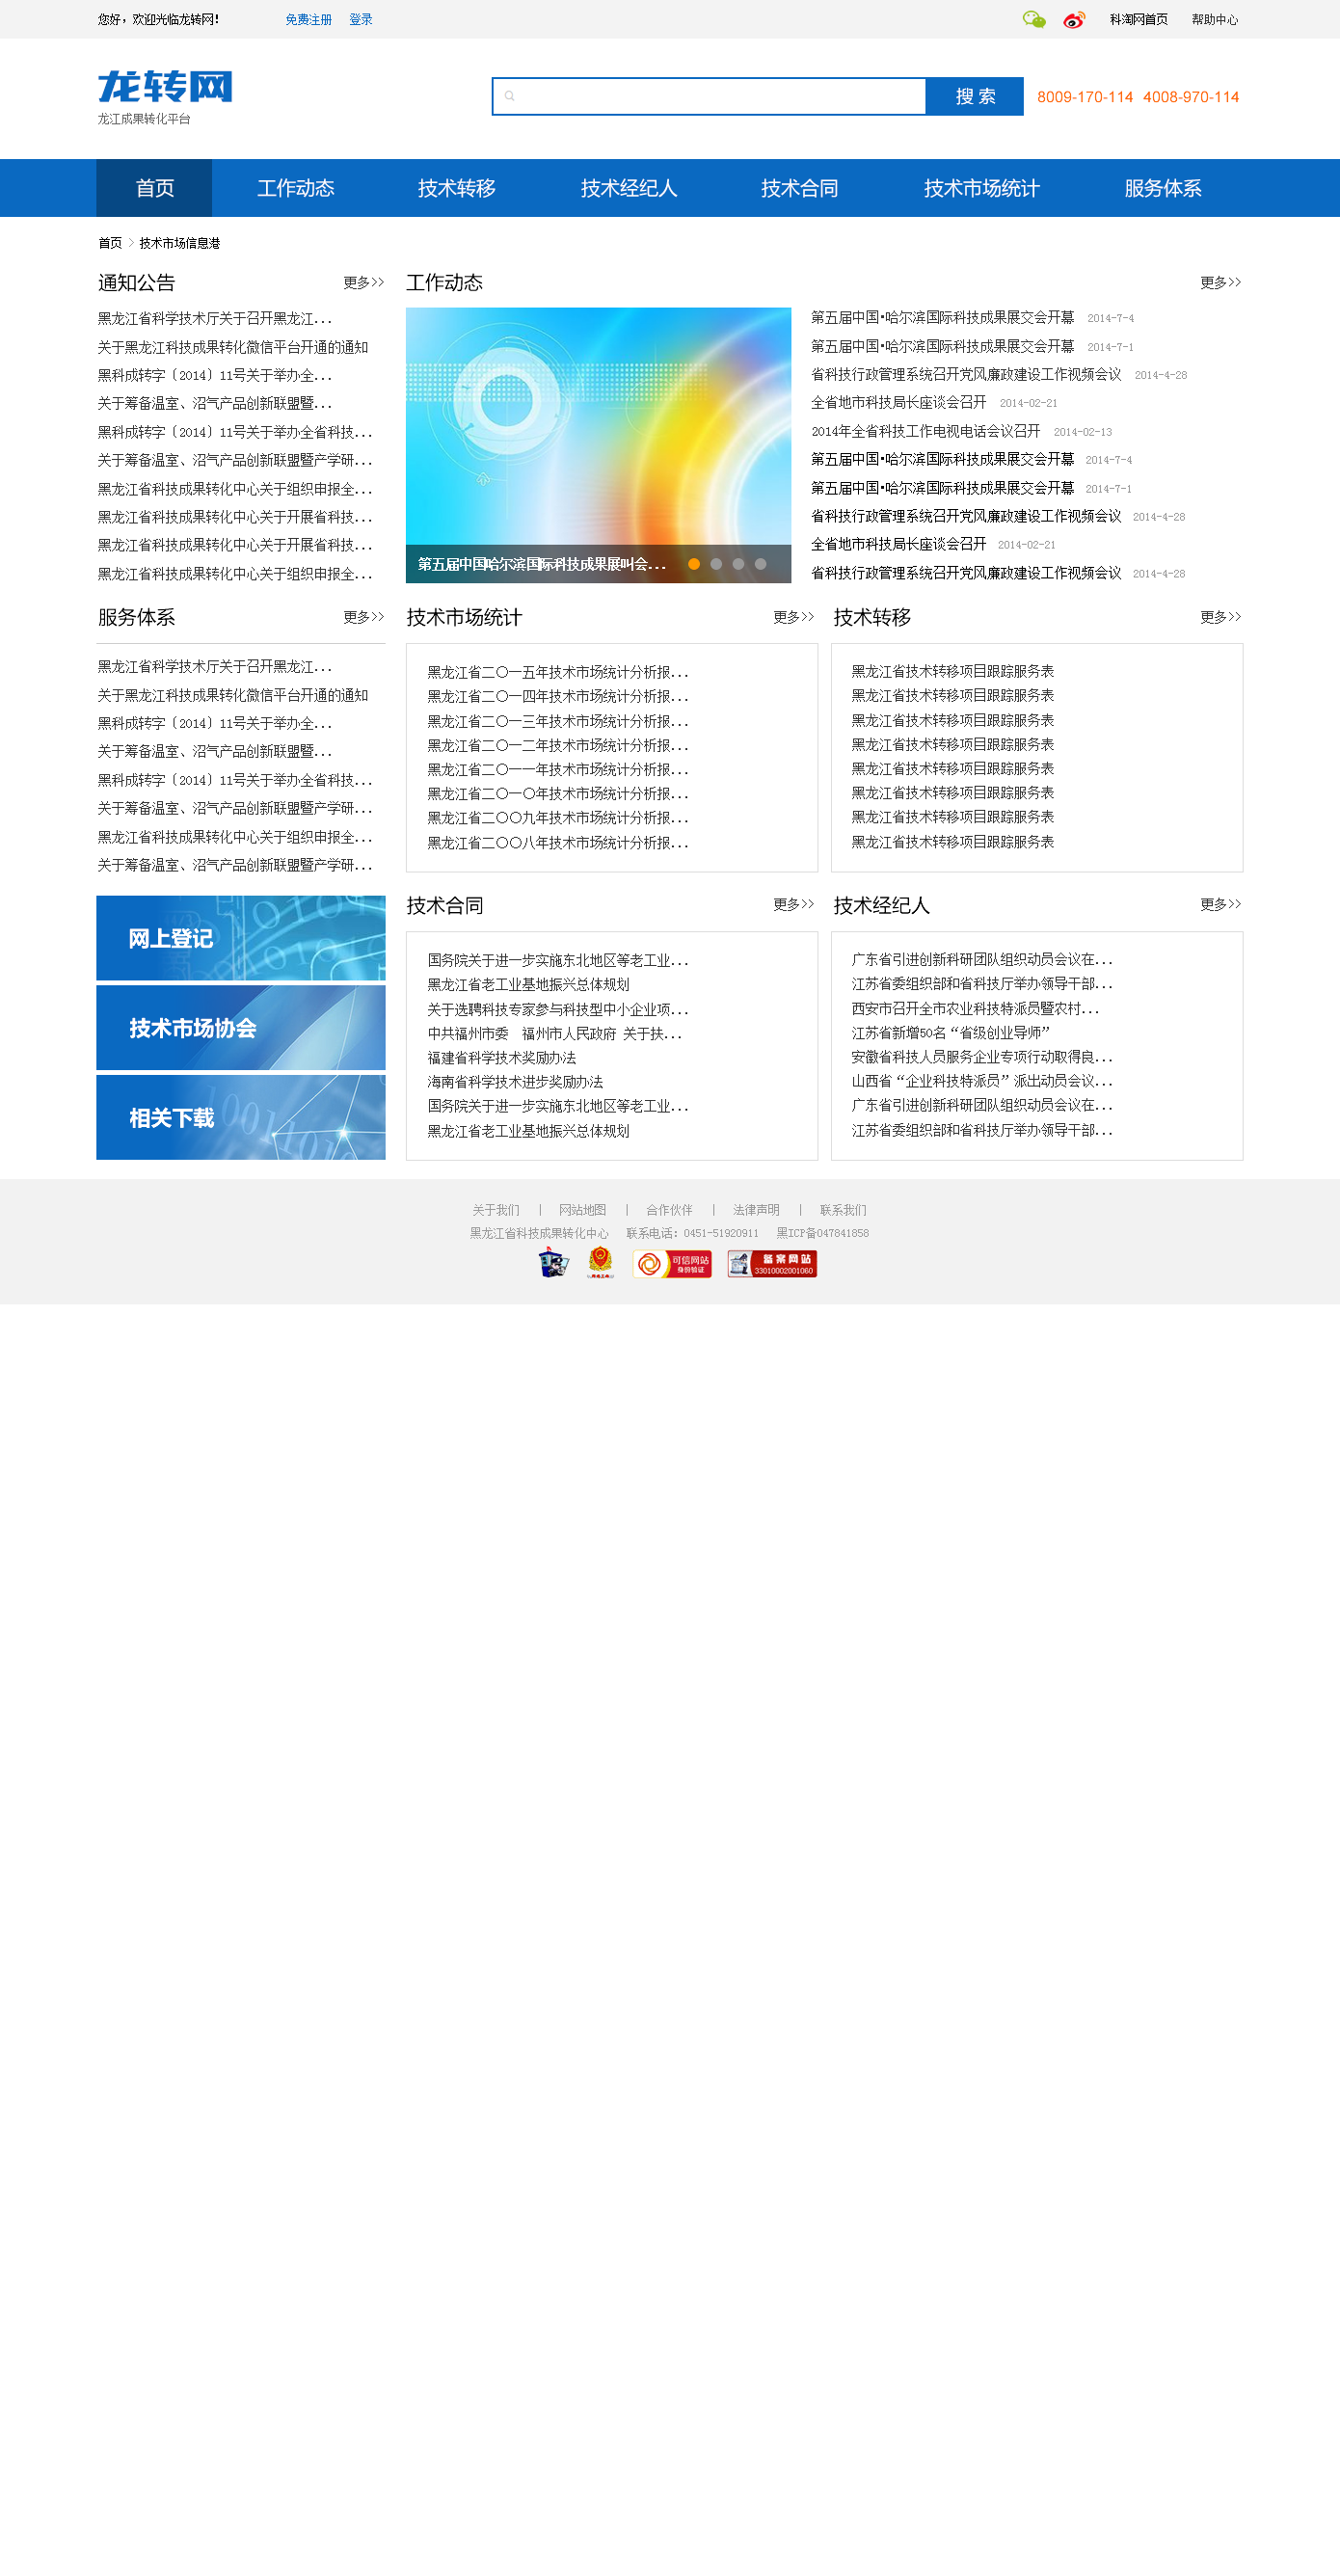 您好，欢迎光临龙转网！ 免费注册 登录 科淘网首页 帮助中心
龙转网
龙江成果转化平台
搜 索 8009-170-114 4008-970-114
首页 工作动态 技术转移 技术经纪人 技术合同 技术市场统计 服务体系
首页 > 技术市场信息港
通知公告 更多>>
黑龙江省科学技术厅关于召开黑龙江...
关于黑龙江科技成果转化微信平台开通的通知
黑科成转字〔2014〕11号关于举办全...
关于筹备温室、沼气产品创新联盟暨...
黑科成转字〔2014〕11号关于举办全省科技...
关于筹备温室、沼气产品创新联盟暨产学研...
黑龙江省科技成果转化中心关于组织申报全...
黑龙江省科技成果转化中心关于开展省科技...
黑龙江省科技成果转化中心关于开展省科技...
黑龙江省科技成果转化中心关于组织申报全...
工作动态 更多>>
第五届中国哈尔滨国际科技成果展叫会...
第五届中国·哈尔滨国际科技成果展交会开幕 2014-7-4
第五届中国·哈尔滨国际科技成果展交会开幕 2014-7-1
省科技行政管理系统召开党风廉政建设工作视频会议 2014-4-28
全省地市科技局长座谈会召开 2014-02-21
2014年全省科技工作电视电话会议召开 2014-02-13
第五届中国·哈尔滨国际科技成果展交会开幕 2014-7-4
第五届中国·哈尔滨国际科技成果展交会开幕 2014-7-1
省科技行政管理系统召开党风廉政建设工作视频会议 2014-4-28
全省地市科技局长座谈会召开 2014-02-21
省科技行政管理系统召开党风廉政建设工作视频会议 2014-4-28
服务体系 更多>>
黑龙江省科学技术厅关于召开黑龙江...
关于黑龙江科技成果转化微信平台开通的通知
黑科成转字〔2014〕11号关于举办全...
关于筹备温室、沼气产品创新联盟暨...
黑科成转字〔2014〕11号关于举办全省科技...
关于筹备温室、沼气产品创新联盟暨产学研...
黑龙江省科技成果转化中心关于组织申报全...
关于筹备温室、沼气产品创新联盟暨产学研...
技术市场统计 更多>>
黑龙江省二〇一五年技术市场统计分析报...
黑龙江省二〇一四年技术市场统计分析报...
黑龙江省二〇一三年技术市场统计分析报...
黑龙江省二〇一二年技术市场统计分析报...
黑龙江省二〇一一年技术市场统计分析报...
黑龙江省二〇一〇年技术市场统计分析报...
黑龙江省二〇〇九年技术市场统计分析报...
黑龙江省二〇〇八年技术市场统计分析报...
技术转移 更多>>
黑龙江省技术转移项目跟踪服务表
黑龙江省技术转移项目跟踪服务表
黑龙江省技术转移项目跟踪服务表
黑龙江省技术转移项目跟踪服务表
黑龙江省技术转移项目跟踪服务表
黑龙江省技术转移项目跟踪服务表
黑龙江省技术转移项目跟踪服务表
黑龙江省技术转移项目跟踪服务表
网上登记
技术市场协会
相关下载
技术合同 更多>>
国务院关于进一步实施东北地区等老工业...
黑龙江省老工业基地振兴总体规划
关于选聘科技专家参与科技型中小企业项...
中共福州市委 福州市人民政府 关于扶...
福建省科学技术奖励办法
海南省科学技术进步奖励办法
国务院关于进一步实施东北地区等老工业...
黑龙江省老工业基地振兴总体规划
技术经纪人 更多>>
广东省引进创新科研团队组织动员会议在...
江苏省委组织部和省科技厅举办领导干部...
西安市召开全市农业科技特派员暨农村...
江苏省新增50名“省级创业导师”
安徽省科技人员服务企业专项行动取得良...
山西省“企业科技特派员”派出动员会议...
广东省引进创新科研团队组织动员会议在...
江苏省委组织部和省科技厅举办领导干部...
关于我们 | 网站地图 | 合作伙伴 | 法律声明 | 联系我们
黑龙江省科技成果转化中心 联系电话：0451-51920911 黑ICP备047841858
可信网站
身份验证
备案网站
33010002001060